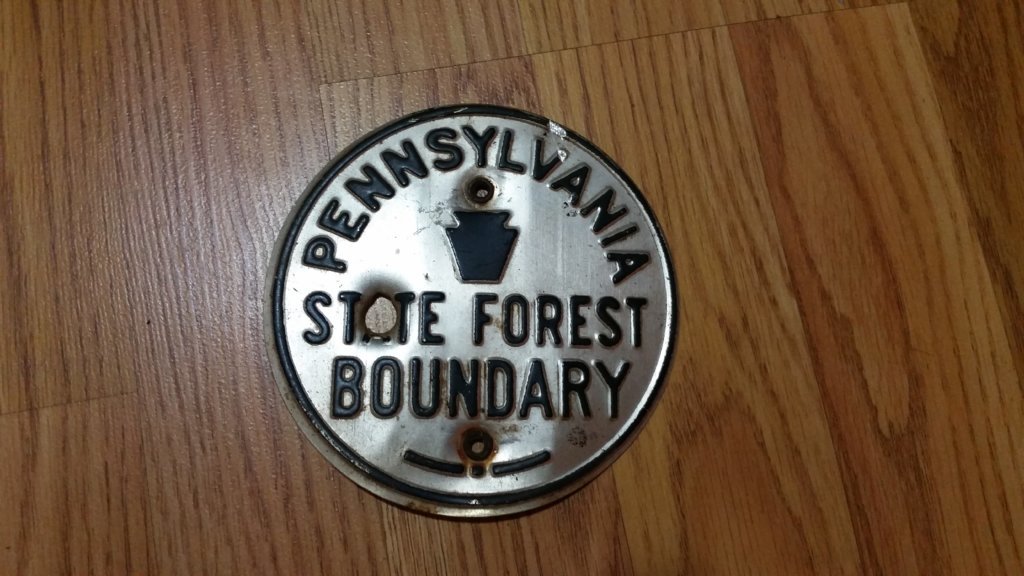 PENNSYLVANIA
STATE FOREST
BOUNDARY